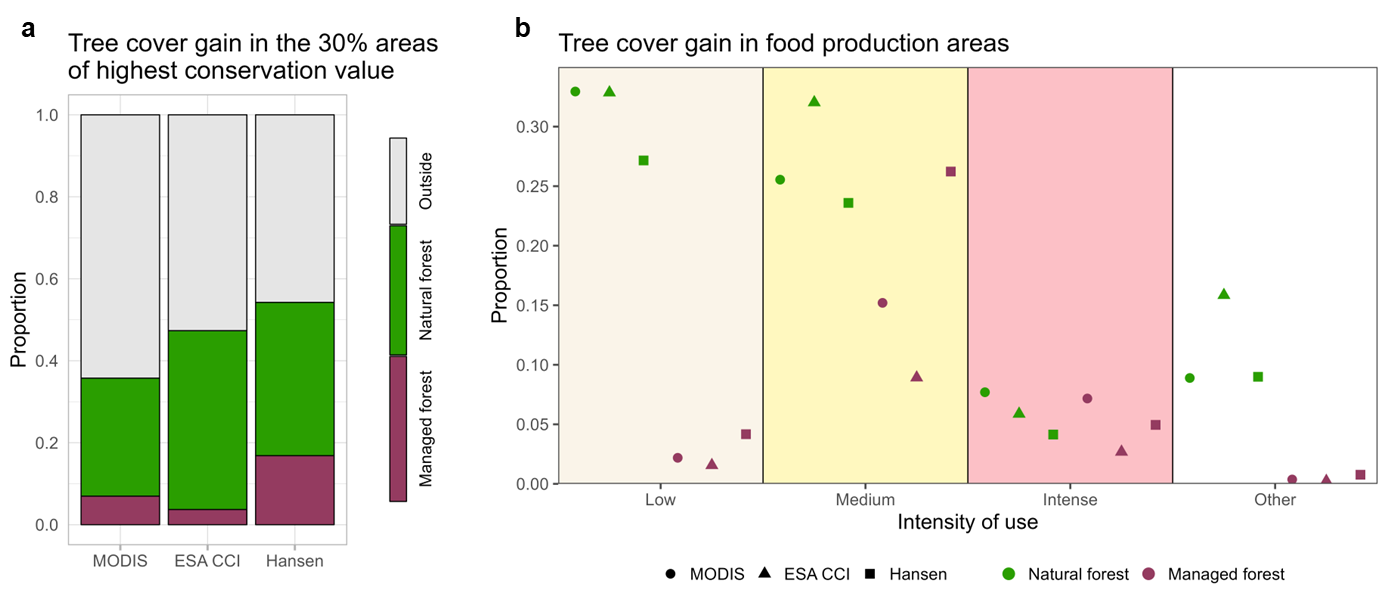 a
Tree cover gain in the 30% areas
of highest conservation value
Proportion
1.0
0.8
0.6
0.4
0.2
0.0
MODIS
ESA CCI
Hansen
Outside
Natural forest
Managed forest
b
Tree cover gain in food production areas
Proportion
0.30
0.25
0.20
0.15
0.10
0.05
0.00
Low
Medium
Intense
Other
Intensity of use
MODIS
ESA CCI
Hansen
Natural forest
Managed forest